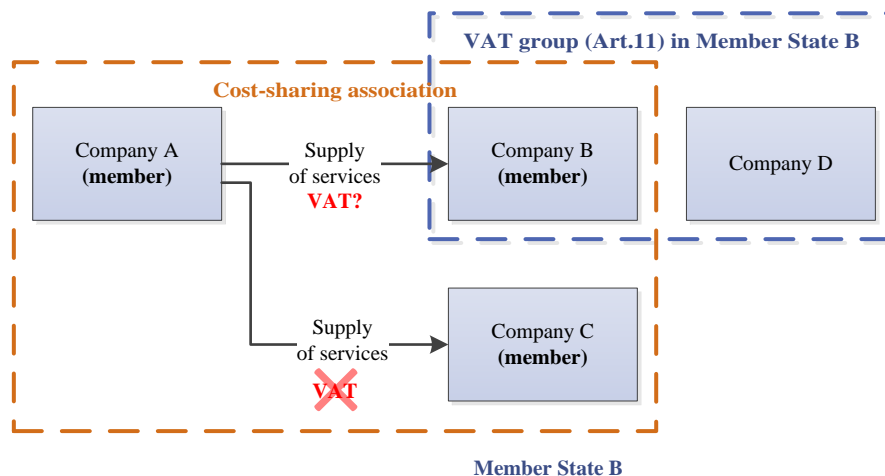 VAT group (Art.11) in Member State B
Cost-sharing association
Company A
(member)
Supply
of services
VAT?
Company B
(member)
Company D
Supply
of services
VAT
Company C
(member)
Member State B